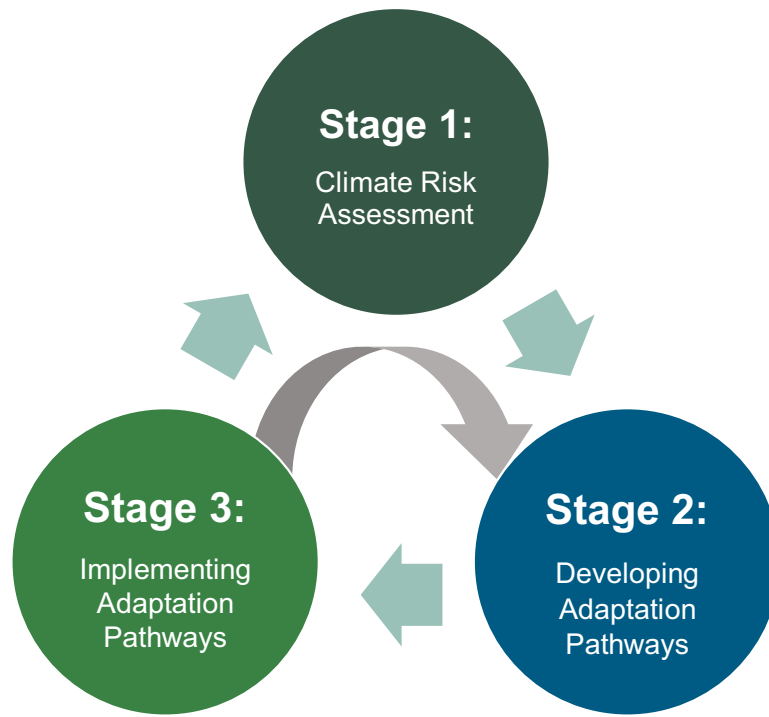 Stage 1:
Climate Risk
Assessment
Stage 3:
Implementing
Adaptation
Pathways
Stage 2:
Developing
Adaptation
Pathways